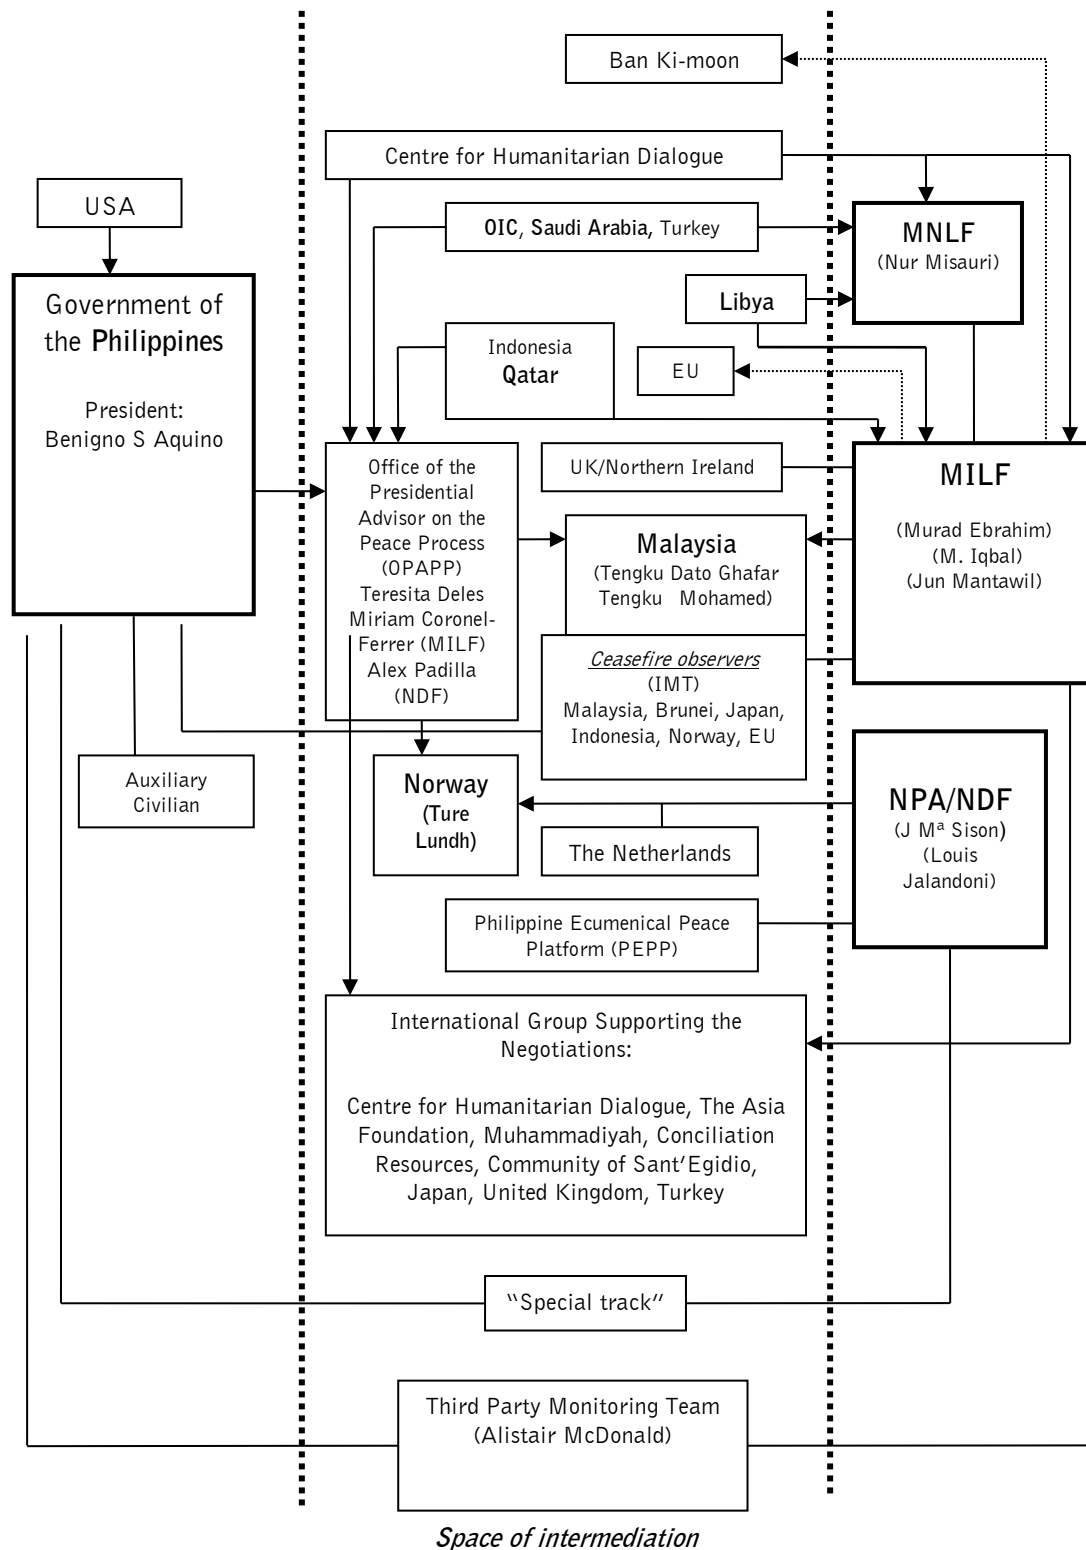 Ban Ki-moon
Centre for Humanitarian Dialogue
USA
OIC, Saudi Arabia, Turkey
MNLF
(Nur Misauri)
Government of
the Philippines
President:
Benigno S Aquino
Libya
Indonesia
Qatar
EU
Office of the
Presidential
Advisor on the
Peace Process
(OPAPP)
Teresita Deles
Miriam Coronel-
Ferrer (MILF)
Alex Padilla
(NDF)
UK/Northern Ireland
MILF
(Murad Ebrahim)
(M. Iqbal)
(Jun Mantawil)
Malaysia
(Tengku Dato Ghafar
Tengku Mohamed)
Ceasefire observers
(IMT)
Malaysia, Brunei, Japan,
Indonesia, Norway, EU
Auxiliary
Civilian
Norway
(Ture
Lundh)
The Netherlands
NPA/NDF
(J Mª Sison)
(Louis
Jalandoni)
Philippine Ecumenical Peace
Platform (PEPP)
International Group Supporting the
Negotiations:
Centre for Humanitarian Dialogue, The Asia
Foundation, Muhammadiyah, Conciliation
Resources, Community of Sant’Egidio,
Japan, United Kingdom, Turkey
“Special track”
Third Party Monitoring Team
(Alistair McDonald)
Space of intermediation